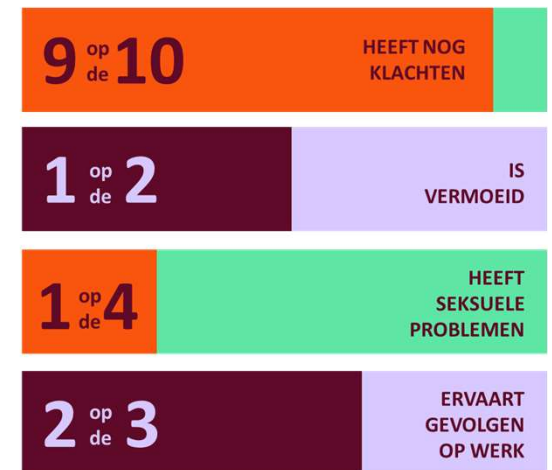 9 op de 10
HEEFT NOG
KLACHTEN
1 op de 2
IS
VERMOEID
1 op de 4
HEEFT
SEKSUELE
PROBLEMEN
2 op de 3
ERVAART
GEVOLGEN
OP WERK